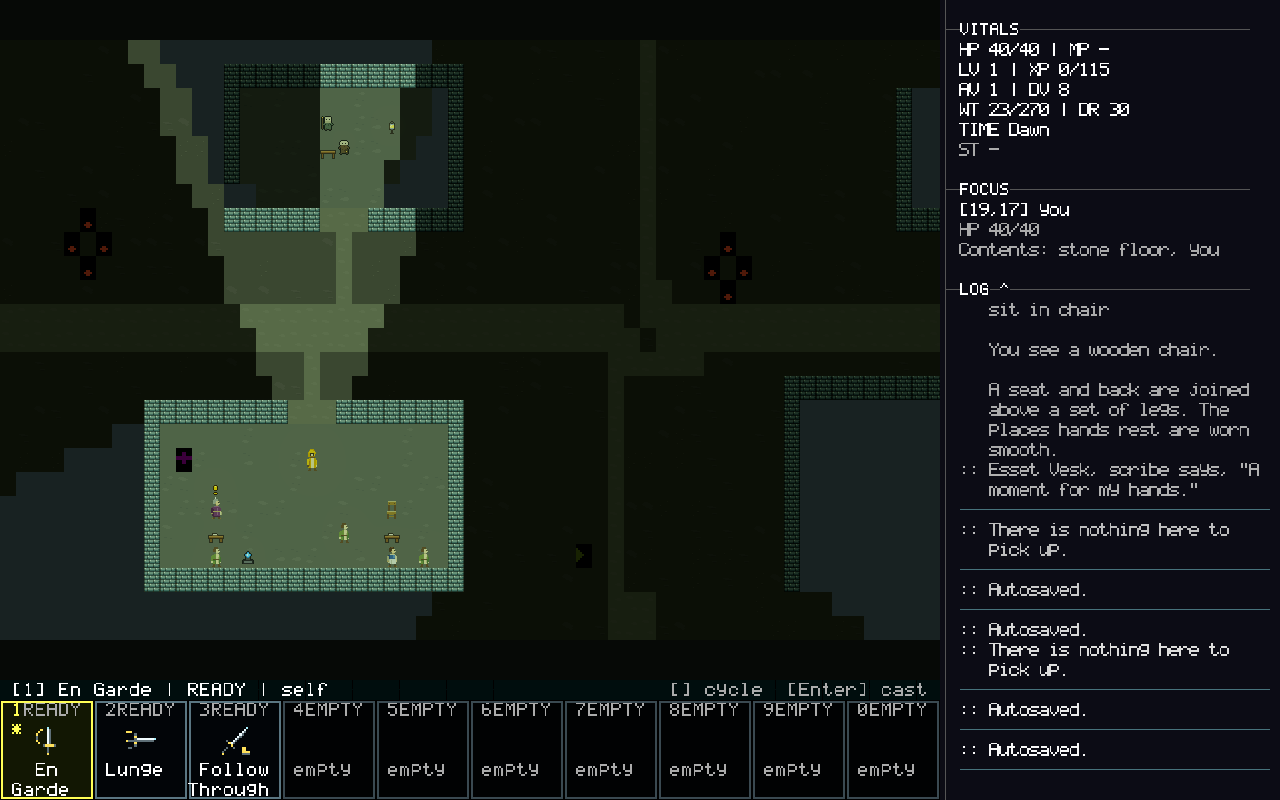 VITALS
HP 40/40 | MP -
LV 1 | XP 0/115
AV 1 | DV 8
WT 23/270 | DR 30
TIME Dawn
ST -
FOCUS
[19,17] You
HP 40/40
Contents: stone floor, You
LOG ^
sit in chair
You see a wooden chair.
A seat and back are joined
above a set of legs. The
Places hands rest are worn
smooth.
:: Esset Vesk, scribe says, "A
moment for my hands."
:: There is nothing here to
Pick up.
:: Autosaved.
:: Autosaved.
:: There is nothing here to
Pick up.
:: Autosaved.
:: Autosaved.
[1] En Garde | READY | self
[] cycle [Enter] cast
1READY 2READY 3READY 4EMPTY 5EMPTY 6EMPTY 7EMPTY 8EMPTY 9EMPTY 0EMPTY
En Garde
Lunge
Follow Through
empty empty empty empty empty empty empty